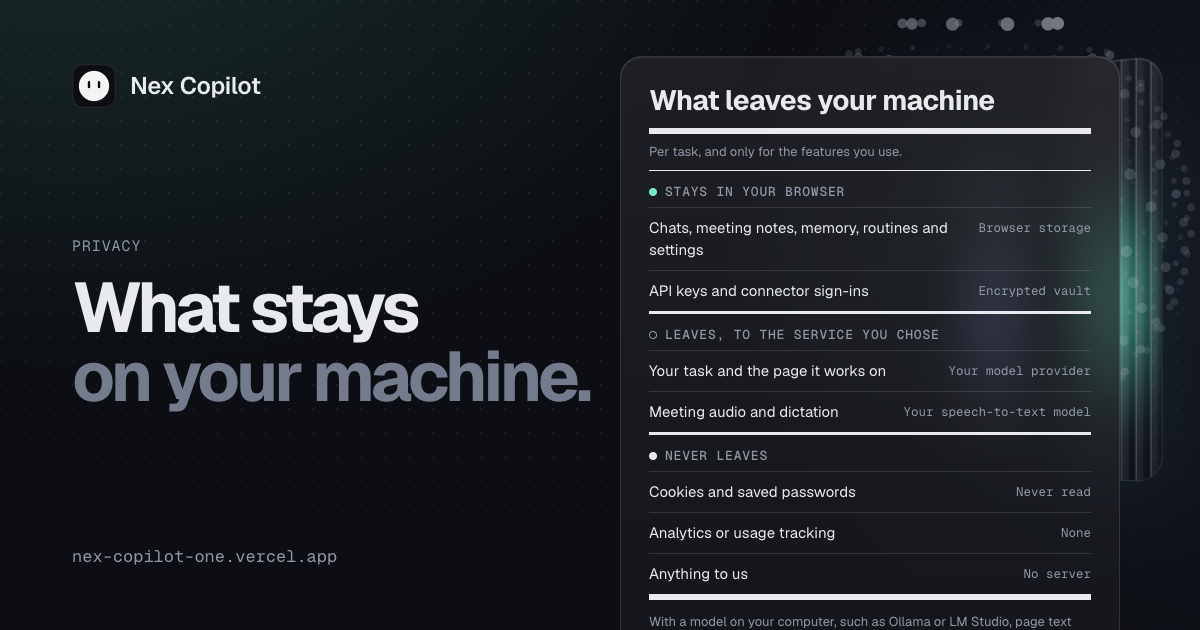 Nex Copilot
PRIVACY
What stays
on your machine.
nex-copilot-one.vercel.app
What leaves your machine
Per task, and only for the features you use.
STAYS IN YOUR BROWSER
Chats, meeting notes, memory, routines and settings
Browser storage
API keys and connector sign-ins
Encrypted vault
LEAVES, TO THE SERVICE YOU CHOSE
Your task and the page it works on
Your model provider
Meeting audio and dictation
Your speech-to-text model
NEVER LEAVES
Cookies and saved passwords
Never read
Analytics or usage tracking
None
Anything to us
No server
With a model on your computer, such as Ollama or LM Studio, page text